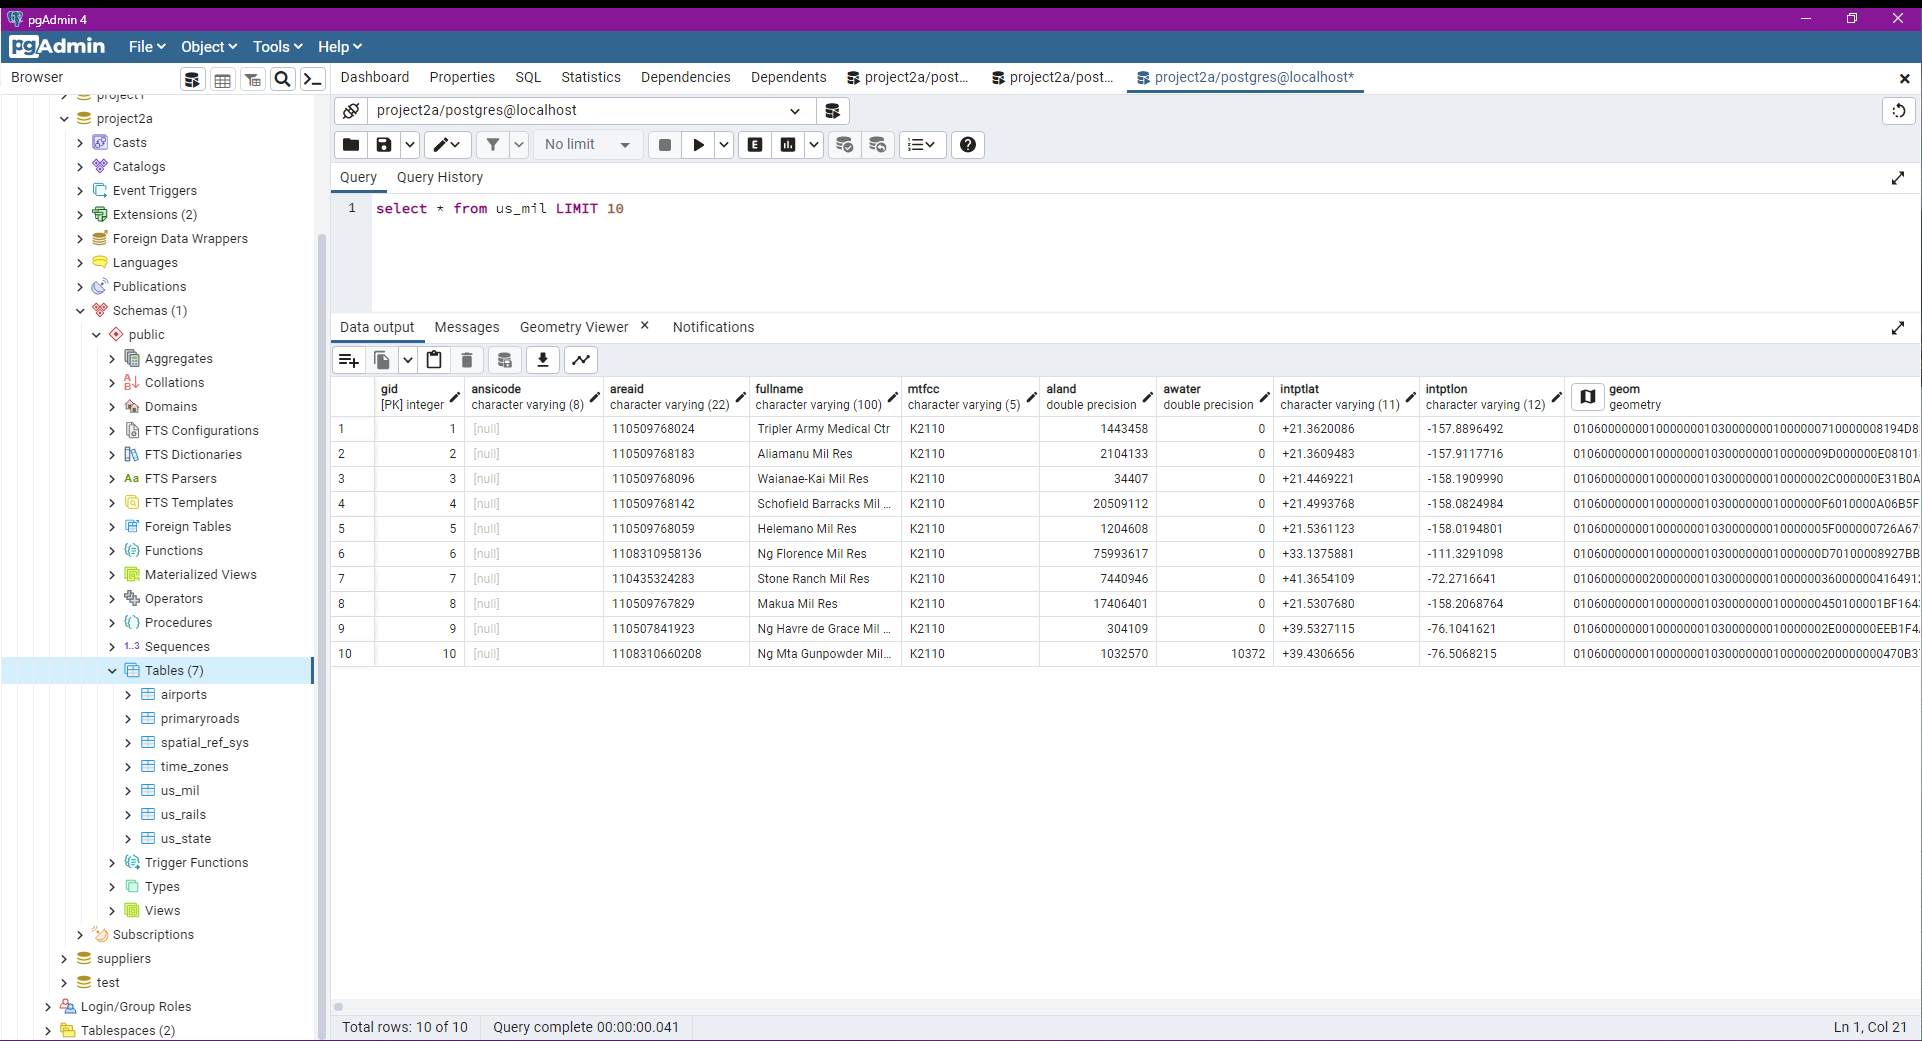 pgAdmin 4
pgAdmin File Object Tools Help
Browser Dashboard Properties SQL Statistics Dependencies Dependents project2a/post... project2a/post... project2a/postgres@localhost*
project1
project2a
Casts
Catalogs
Event Triggers
Extensions (2)
Foreign Data Wrappers
Languages
Publications
Schemas (1)
public
Aggregates
Collations
Domains
FTS Configurations
FTS Dictionaries
FTS Parsers
FTS Templates
Foreign Tables
Functions
Materialized Views
Operators
Procedures
1..3 Sequences
Tables (7)
airports
primaryroads
spatial_ref_sys
time_zones
us_mil
us_rails
us_state
Trigger Functions
Types
Views
Subscriptions
suppliers
test
Login/Group Roles
Tablespaces (2)
project2a/postgres@localhost
No limit
Query Query History
1 select * from us_mil LIMIT 10
Data output Messages Geometry Viewer Notifications
gid ansicode areaid fullname mtfcc aland awater intptlat intptlon geom
[PK] integer character varying (8) character varying (22) character varying (100) character varying (5) double precision double precision character varying (11) character varying (12) geometry
1 1 [null] 110509768024 Tripler Army Medical Ctr K2110 1443458 0 +21.3620086 -157.8896492
2 2 [null] 110509768183 Aliamanu Mil Res K2110 2104133 0 +21.3609483 -157.9117716
3 3 [null] 110509768096 Waianae-Kai Mil Res K2110 34407 0 +21.4469221 -158.1909990
4 4 [null] 110509768142 Schofield Barracks Mil ... K2110 20509112 0 +21.4993768 -158.0824984
5 5 [null] 110509768059 Helemano Mil Res K2110 1204608 0 +21.5361123 -158.0194801
6 6 [null] 1108310958136 Ng Florence Mil Res K2110 75993617 0 +33.1375881 -111.3291098
7 7 [null] 110435324283 Stone Ranch Mil Res K2110 7440946 0 +41.3654109 -72.2716641
8 8 [null] 110509767829 Makua Mil Res K2110 17406401 0 +21.5307680 -158.2068764
9 9 [null] 110507841923 Ng Havre de Grace Mil ... K2110 304109 0 +39.5327115 -76.1041621
10 10 [null] 1108310660208 Ng Mta Gunpowder Mil... K2110 1032570 10372 +39.4306656 -76.5068215
Total rows: 10 of 10 Query complete 00:00:00.041 Ln 1, Col 21